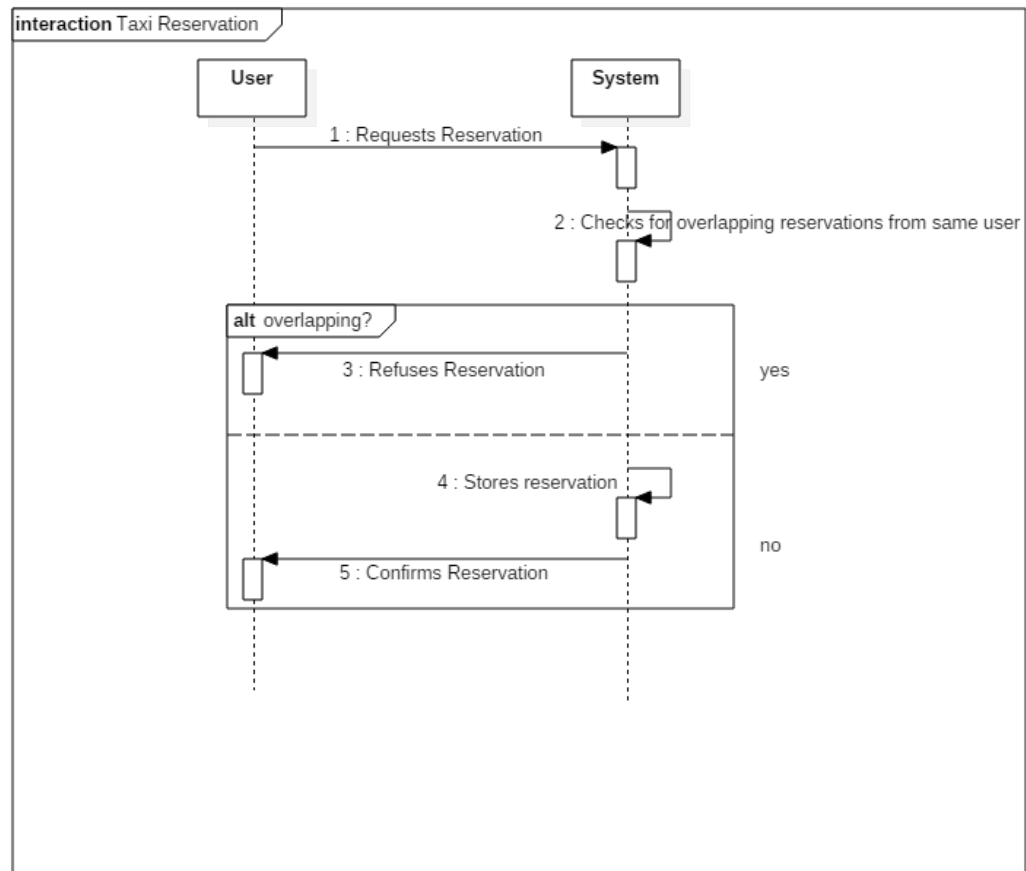 interaction Taxi Reservation
User
System
1 : Requests Reservation
2 : Checks for overlapping reservations from same user
alt overlapping?
3 : Refuses Reservation
yes
4 : Stores reservation
no
5 : Confirms Reservation